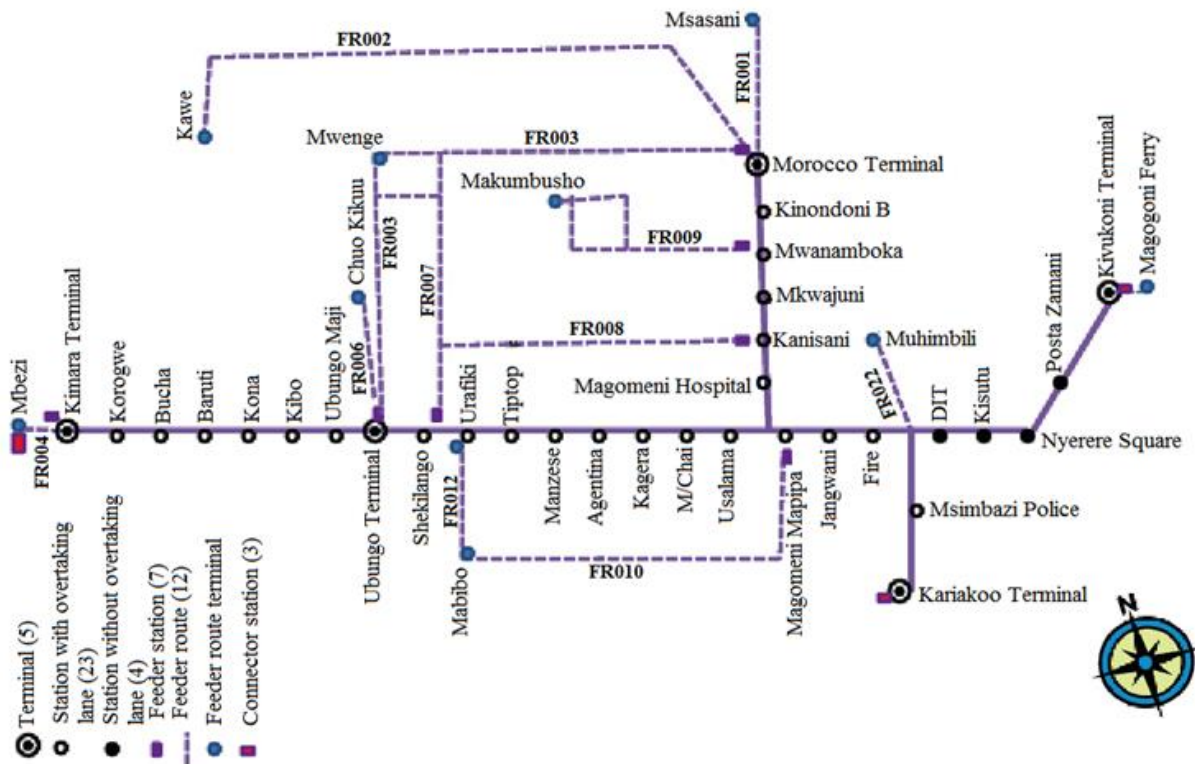 Msasani
FR002
FR001
Kawe
Mwenge
FR003
Morocco Terminal
Makumbusho
Kinondoni B
Chuo Kikuu
FR003
FR009
Mwanamboka
Kivukoni Terminal
Magogoni Ferry
FR007
Mkwajuni
FR008
Kanisani
Muhimbili
Posta Zamani
FR006
Magomeni Hospital
FR022
Mbezi
Kimara Terminal
Korogwe
Bucha
Baruti
Kona
Kibo
Ubungo Maji
Urafiki
Tiptop
DIT
Kisutu
Nyerere Square
FR004
Ubungo Terminal
Shekilango
FR012
Manzese
Agentina
Kagera
M/Chai
Usalama
Magomeni Mapipa
Jangwani
Fire
Msimbazi Police
Mabibo
FR010
Kariakoo Terminal
N
Terminal (5)
Station with overtaking
lane (23)
Station without overtaking
lane (4)
Feeder station (7)
Feeder route (12)
Feeder route terminal
Connector station (3)